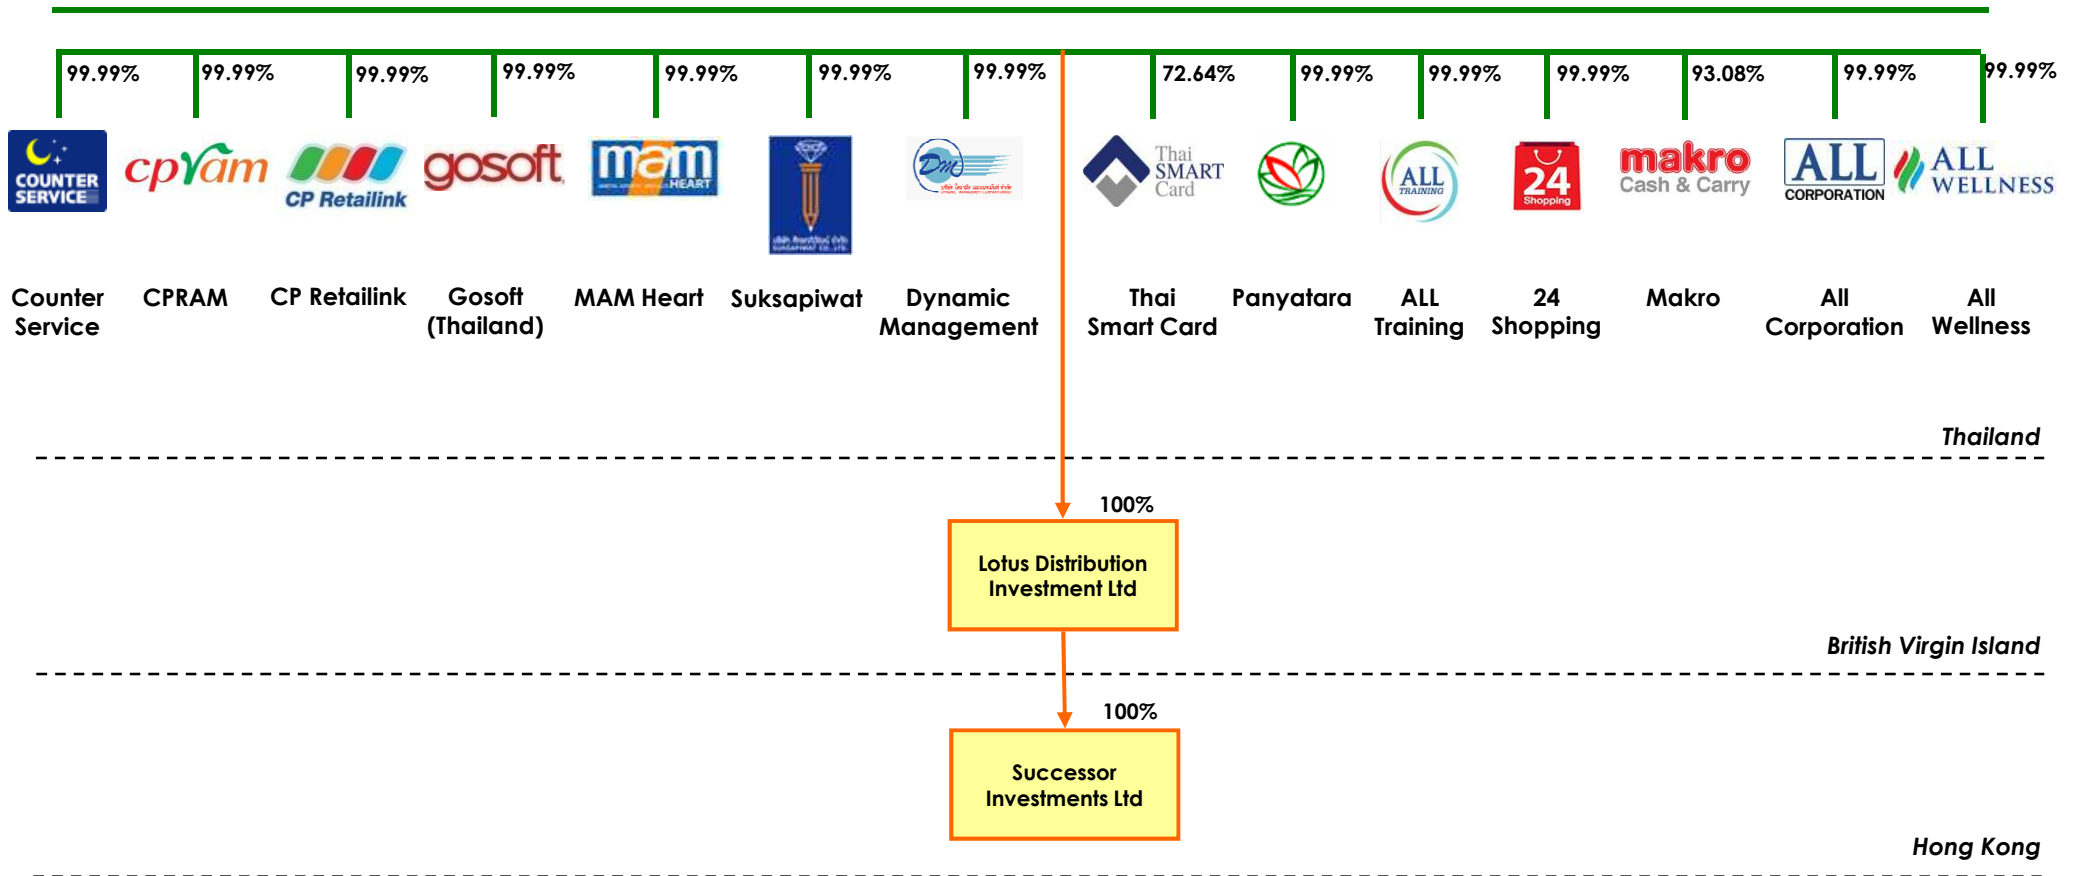 99.99% 99.99% 99.99% 99.99% 99.99% 99.99% 99.99% 72.64% 99.99% 99.99% 99.99% 93.08% 99.99% 99.99%
COUNTER
SERVICE
cpram
CP Retailink
gosoft
mam
HEART
DM
Thai
SMART
Card
ALL
TRAINING
24
Shopping
makro
Cash & Carry
ALL
CORPORATION
ALL
WELLNESS
Counter
Service
CPRAM
CP Retailink
Gosoft
(Thailand)
MAM Heart
Suksapiwat
Dynamic
Management
Thai
Smart Card
Panyatara
ALL
Training
24
Shopping
Makro
All
Corporation
All
Wellness
Thailand
100%
Lotus Distribution
Investment Ltd
British Virgin Island
100%
Successor
Investments Ltd
Hong Kong